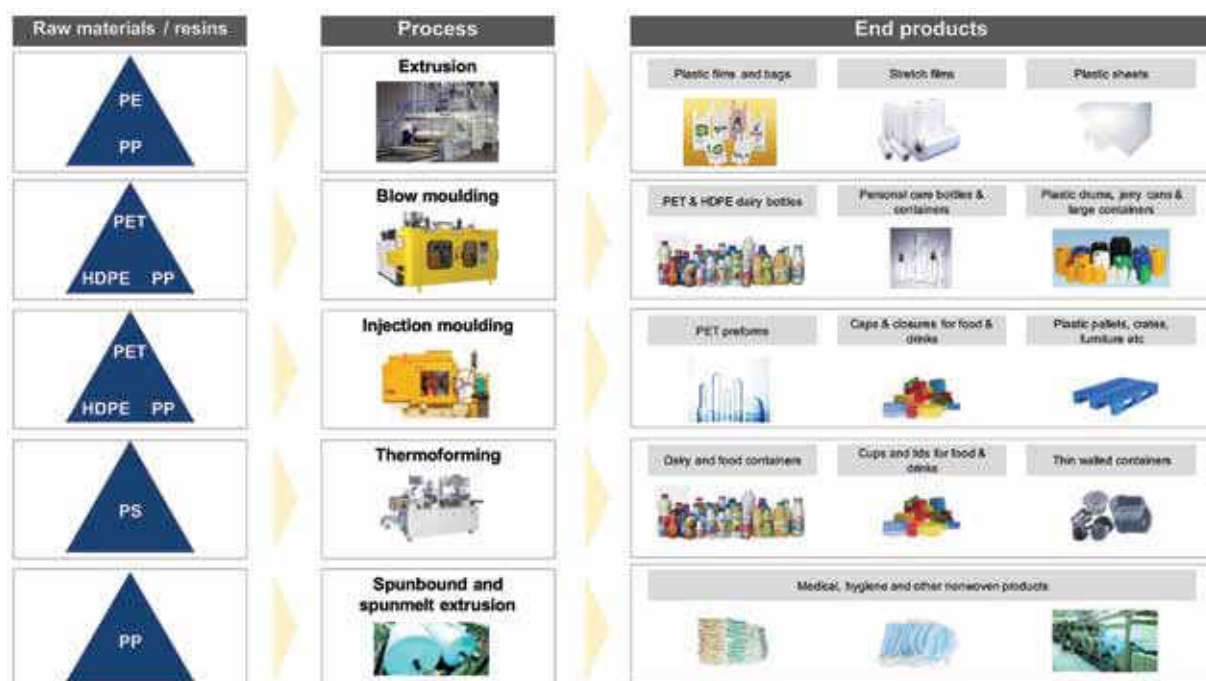 Raw materials / resins
Process
End products
PE
PP
Extrusion
Plastic films and bags
Stretch films
Plastic sheets
PET
HDPE PP
Blow moulding
PET & HDPE dairy bottles
Personal care bottles &
containers
Plastic drums, jerry cans &
large containers
PET
HDPE PP
Injection moulding
PET preforms
Caps & closures for food &
drinks
Plastic pallets, crates,
furniture etc
PS
Thermoforming
Dairy and food containers
Cups and lids for food &
drinks
Thin walled containers
PP
Spunbound and
spunmelt extrusion
Medical, hygiene and other nonwoven products